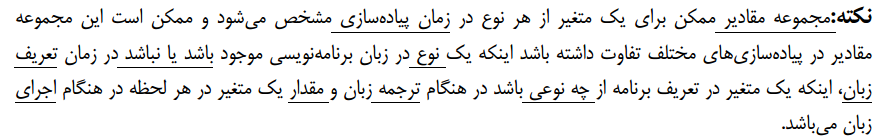 نکته:مجموعه مقادیر ممکن برای یک متغیر از هر نوع در زمان پیاده‌سازی مشخص می‌شود و ممکن است این مجموعه
مقادیر در پیاده‌سازی‌های مختلف تفاوت داشته باشد اینکه یک نوع در زبان برنامه‌نویسی موجود باشد یا نباشد در زمان تعریف
زبان، اینکه یک متغیر در تعریف برنامه از چه نوعی باشد در هنگام ترجمه زبان و مقدار یک متغیر در هر لحظه در هنگام اجرای
زبان می‌باشد.